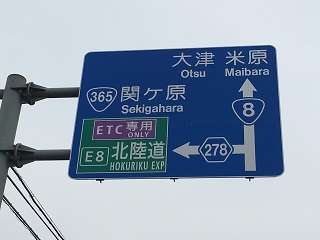 大津 米原
Otsu Maibara
365 関ケ原
Sekigahara
8
ETC専用
ONLY
E8 北陸道
HOKURIKU EXP
278